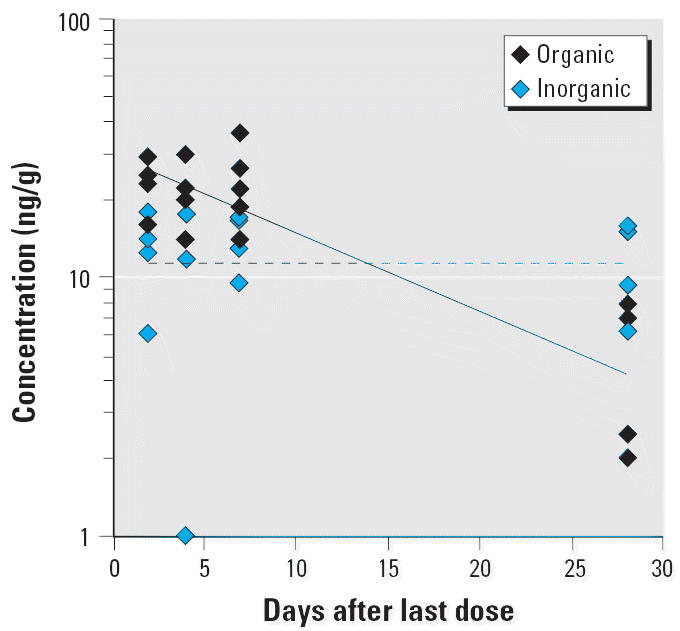 100
10
1
Concentration (ng/g)
Organic
Inorganic
0 5 10 15 20 25 30
Days after last dose